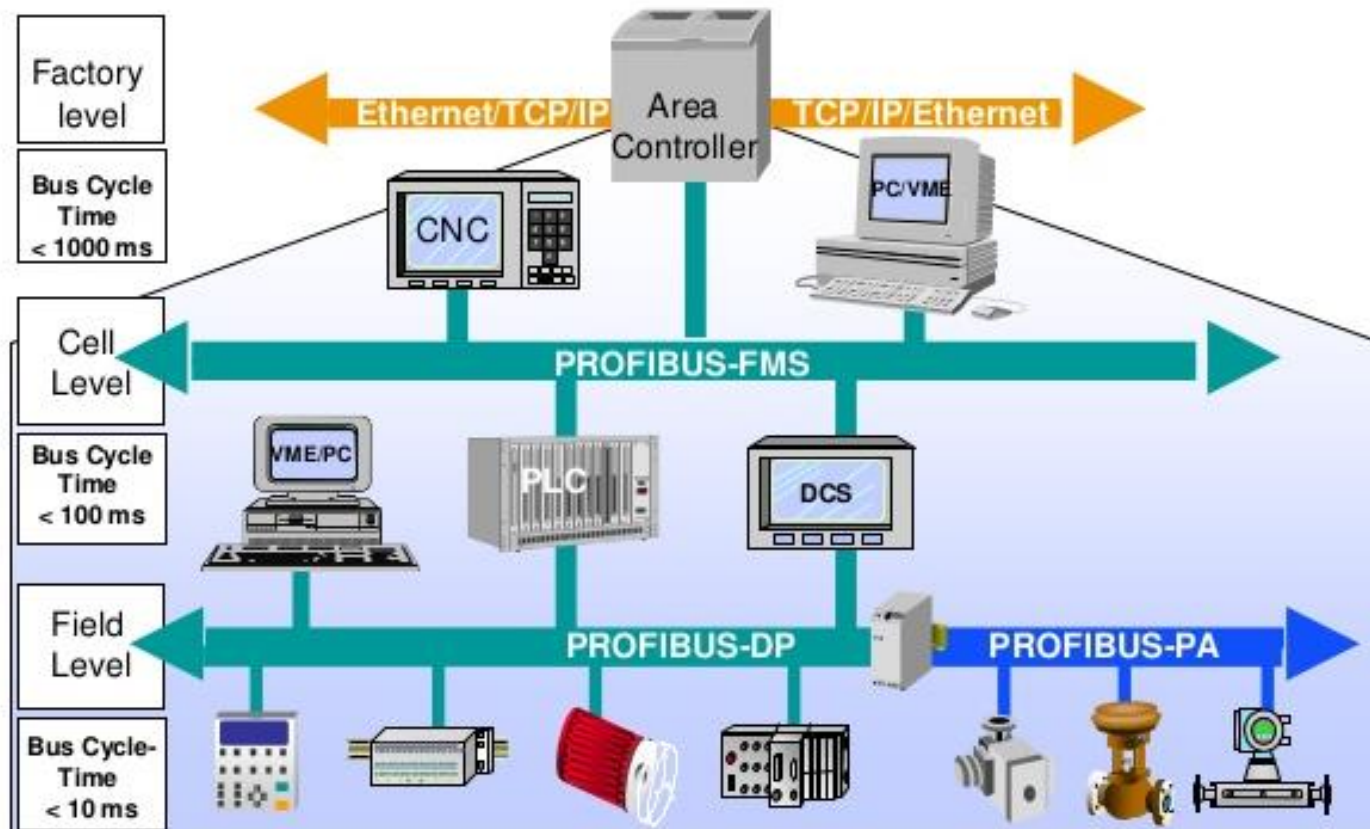 Factory
level
Ethernet/TCP/IP
Area
Controller
TCP/IP/Ethernet
Bus Cycle
Time
< 1000 ms
CNC
PC/VME
Cell
Level
PROFIBUS-FMS
Bus Cycle
Time
< 100 ms
VME/PC
PLC
DCS
Field
Level
PROFIBUS-DP
PROFIBUS-PA
Bus Cycle-
Time
< 10 ms